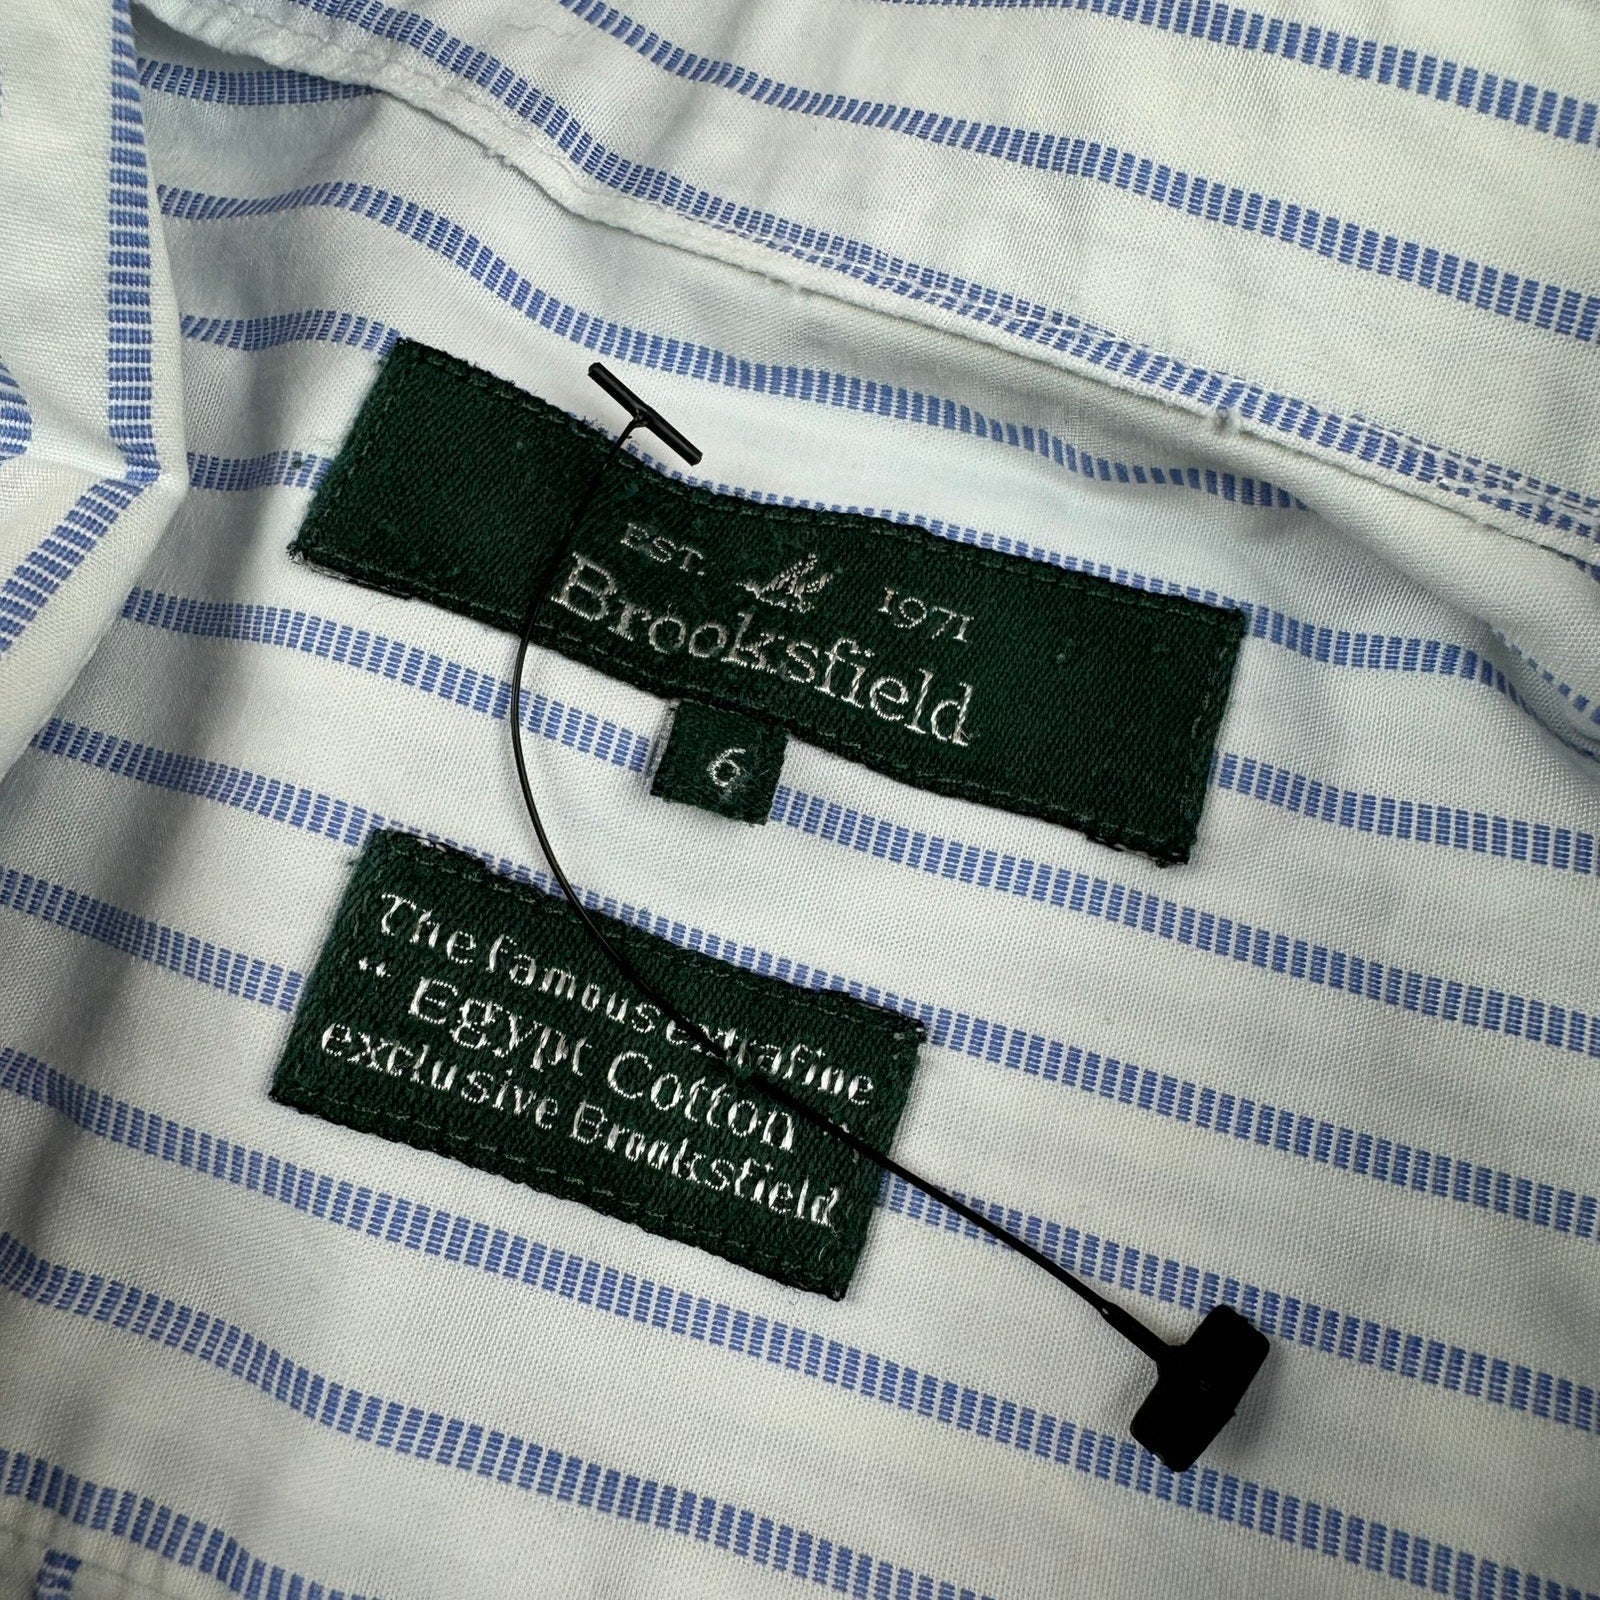 EST. 1971
Brooksfield
6
The famous extrafine
" Egypt Cotton "
exclusive Brooksfield